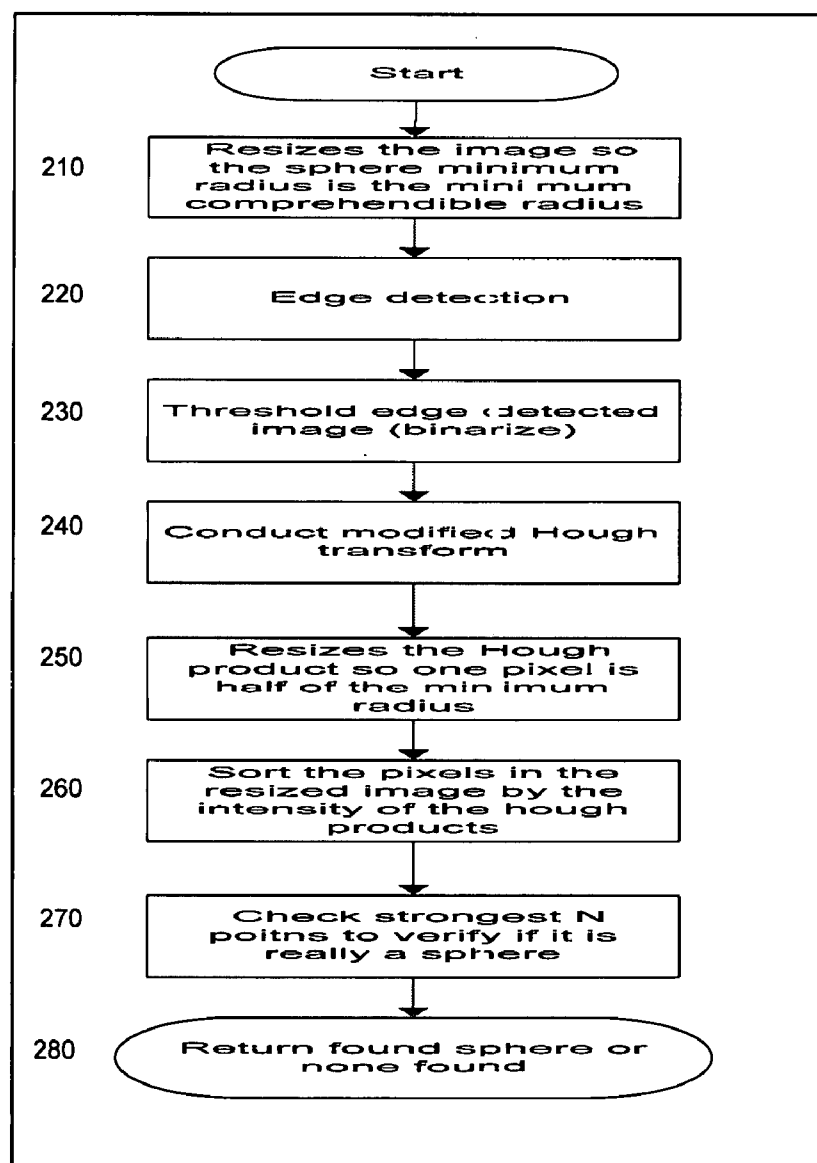 Start
210
Resizes the image so
the sphere minimum
radius is the mini mum
comprehendible radius
220
Edge detection
230
Threshold edge detected
image (binarize)
240
Conduct modified Hough
transform
250
Resizes the Hough
product so one pixel is
half of the min imum
radius
260
Sort the pixels in the
resized image by the
intensity of the hough
products
270
Check strongest N
poitns to verify if it is
really a sphere
280
Return found sphere or
none found